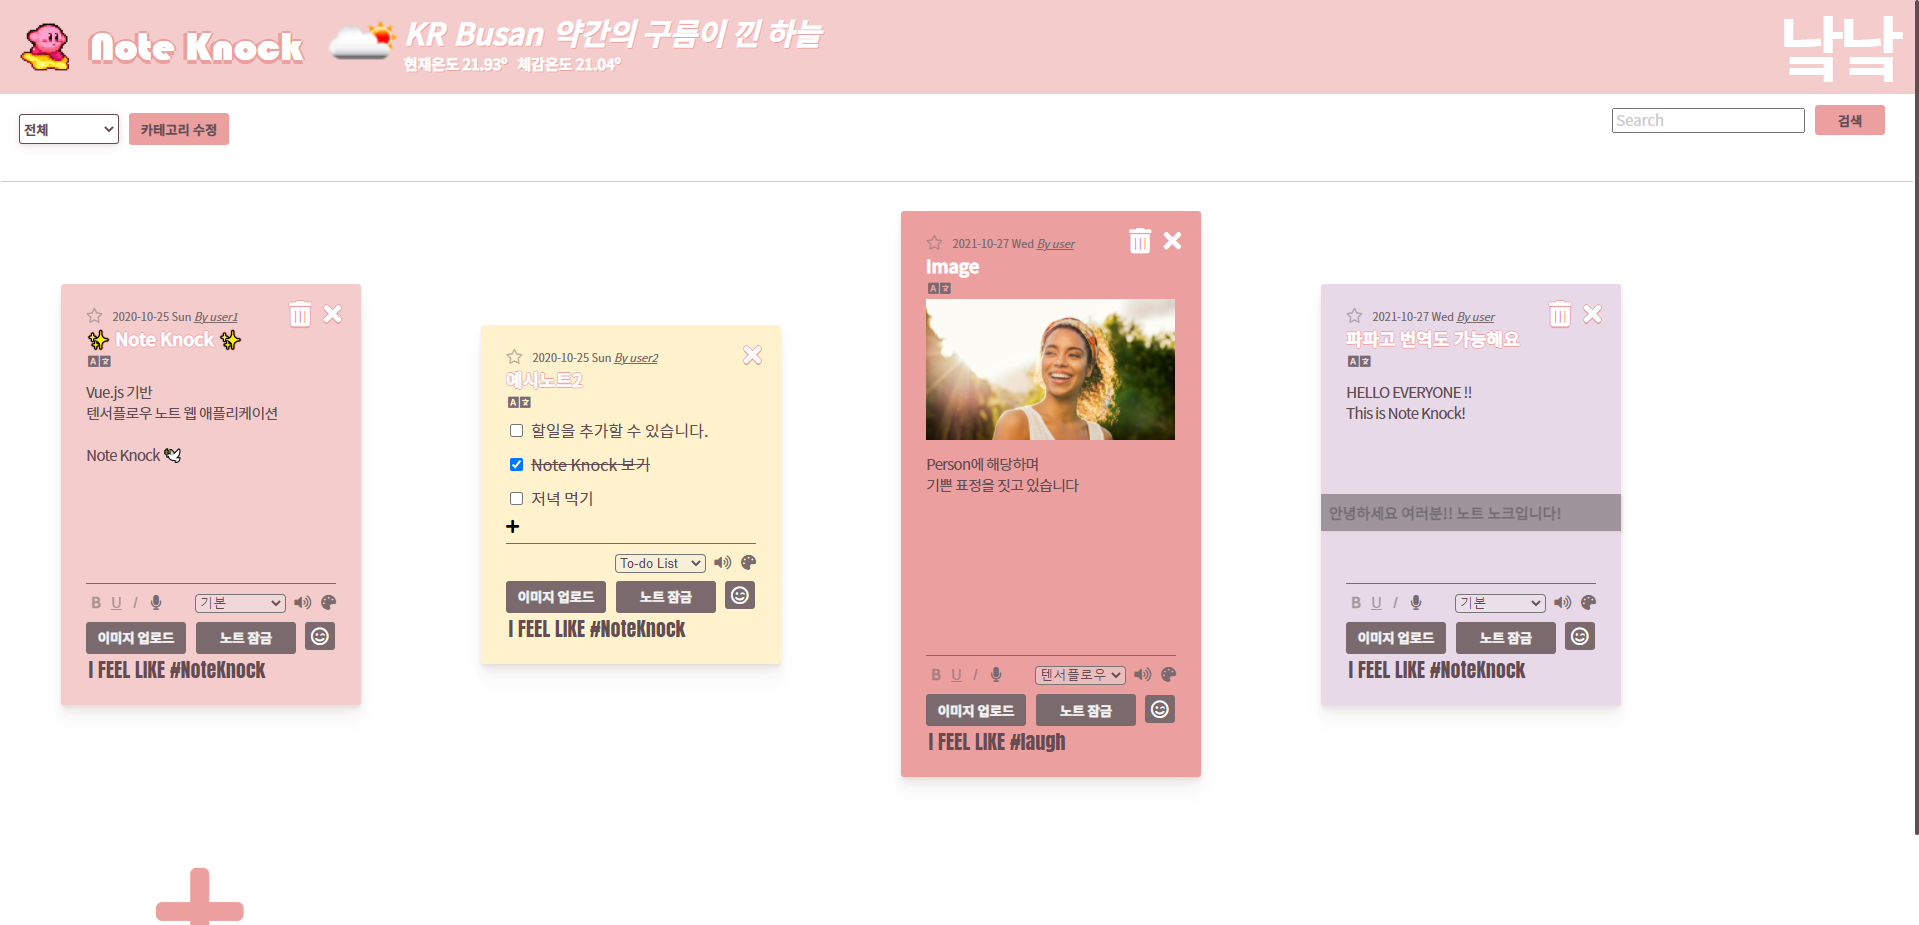 Note Knock
KR Busan 약간의 구름이 낀 하늘
현재온도 21.93º 체감온도 21.04º
낰낰
전체
카테고리 수정
Search
검색
2020-10-25 Sun By user1
✨ Note Knock ✨
Vue.js 기반
텐서플로우 노트 웹 애플리케이션
Note Knock 🕊
B U I
기본
이미지 업로드
노트 잠금
I FEEL LIKE #NoteKnock
2020-10-25 Sun By user2
예시노트2
할일을 추가할 수 있습니다.
Note Knock 보기
저녁 먹기
To-do List
이미지 업로드
노트 잠금
I FEEL LIKE #NoteKnock
2021-10-27 Wed By user
Image
Person에 해당하며
기쁜 표정을 짓고 있습니다
B U I
텐서플로우
이미지 업로드
노트 잠금
I FEEL LIKE #laugh
2021-10-27 Wed By user
파파고 번역도 가능해요
HELLO EVERYONE !!
This is Note Knock!
안녕하세요 여러분!! 노트 노크입니다!
B U I
기본
이미지 업로드
노트 잠금
I FEEL LIKE #NoteKnock